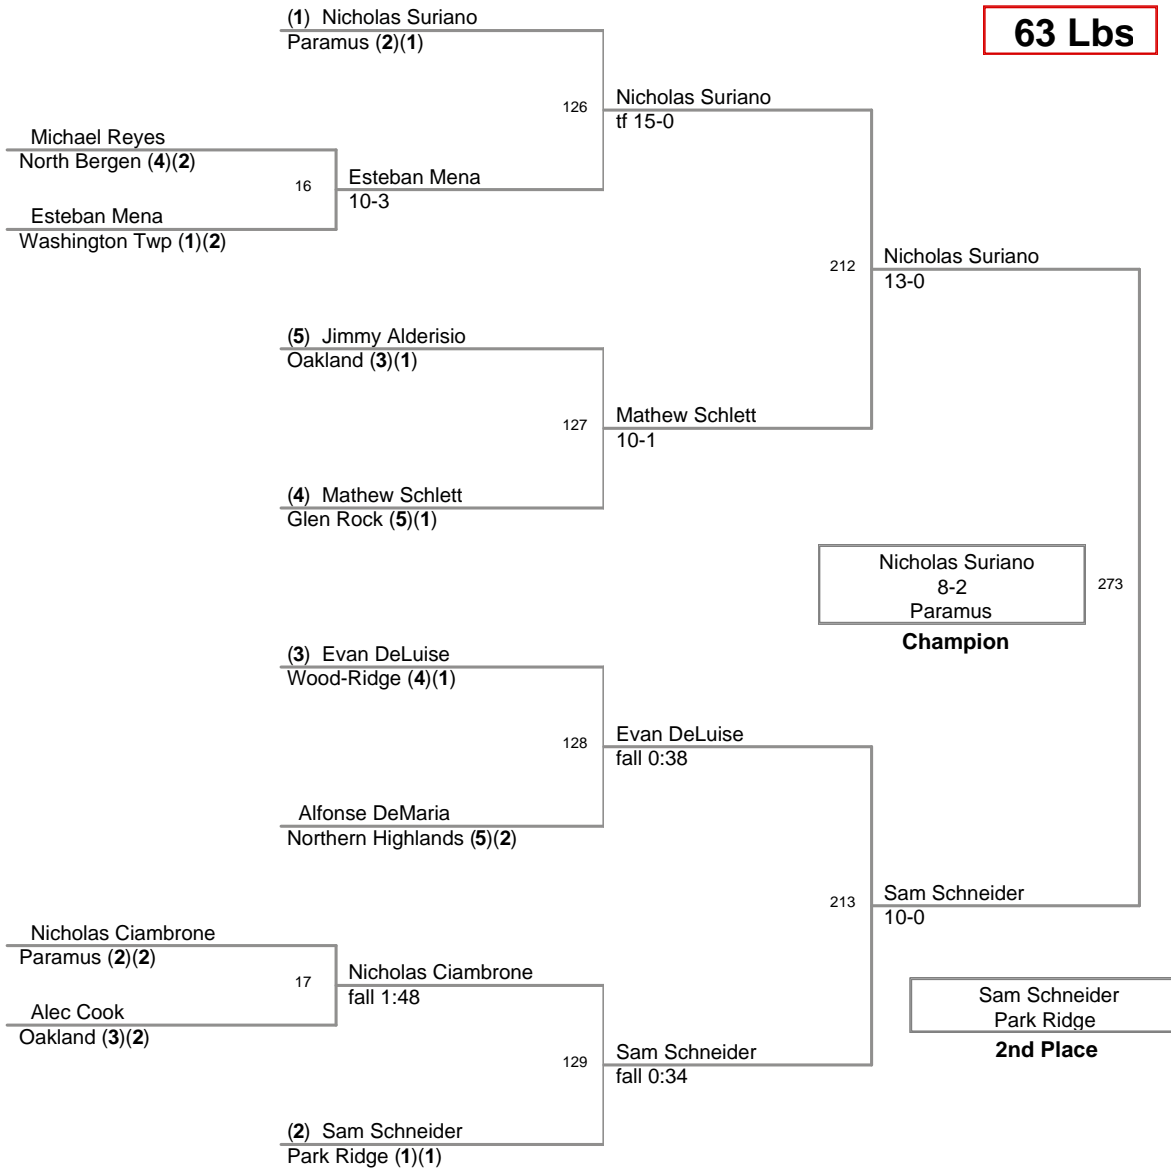 (1) Nicholas Suriano
Paramus (2)(1)
63 Lbs
126
Nicholas Suriano
tf 15-0
Michael Reyes
North Bergen (4)(2)
16
Esteban Mena
10-3
Esteban Mena
Washington Twp (1)(2)
212
Nicholas Suriano
13-0
(5) Jimmy Alderisio
Oakland (3)(1)
127
Mathew Schlett
10-1
(4) Mathew Schlett
Glen Rock (5)(1)
Nicholas Suriano
8-2
Paramus
273
Champion
(3) Evan DeLuise
Wood-Ridge (4)(1)
128
Evan DeLuise
fall 0:38
Alfonse DeMaria
Northern Highlands (5)(2)
213
Sam Schneider
10-0
Nicholas Ciambrone
Paramus (2)(2)
17
Nicholas Ciambrone
fall 1:48
Alec Cook
Oakland (3)(2)
Sam Schneider
Park Ridge
2nd Place
129
Sam Schneider
fall 0:34
(2) Sam Schneider
Park Ridge (1)(1)